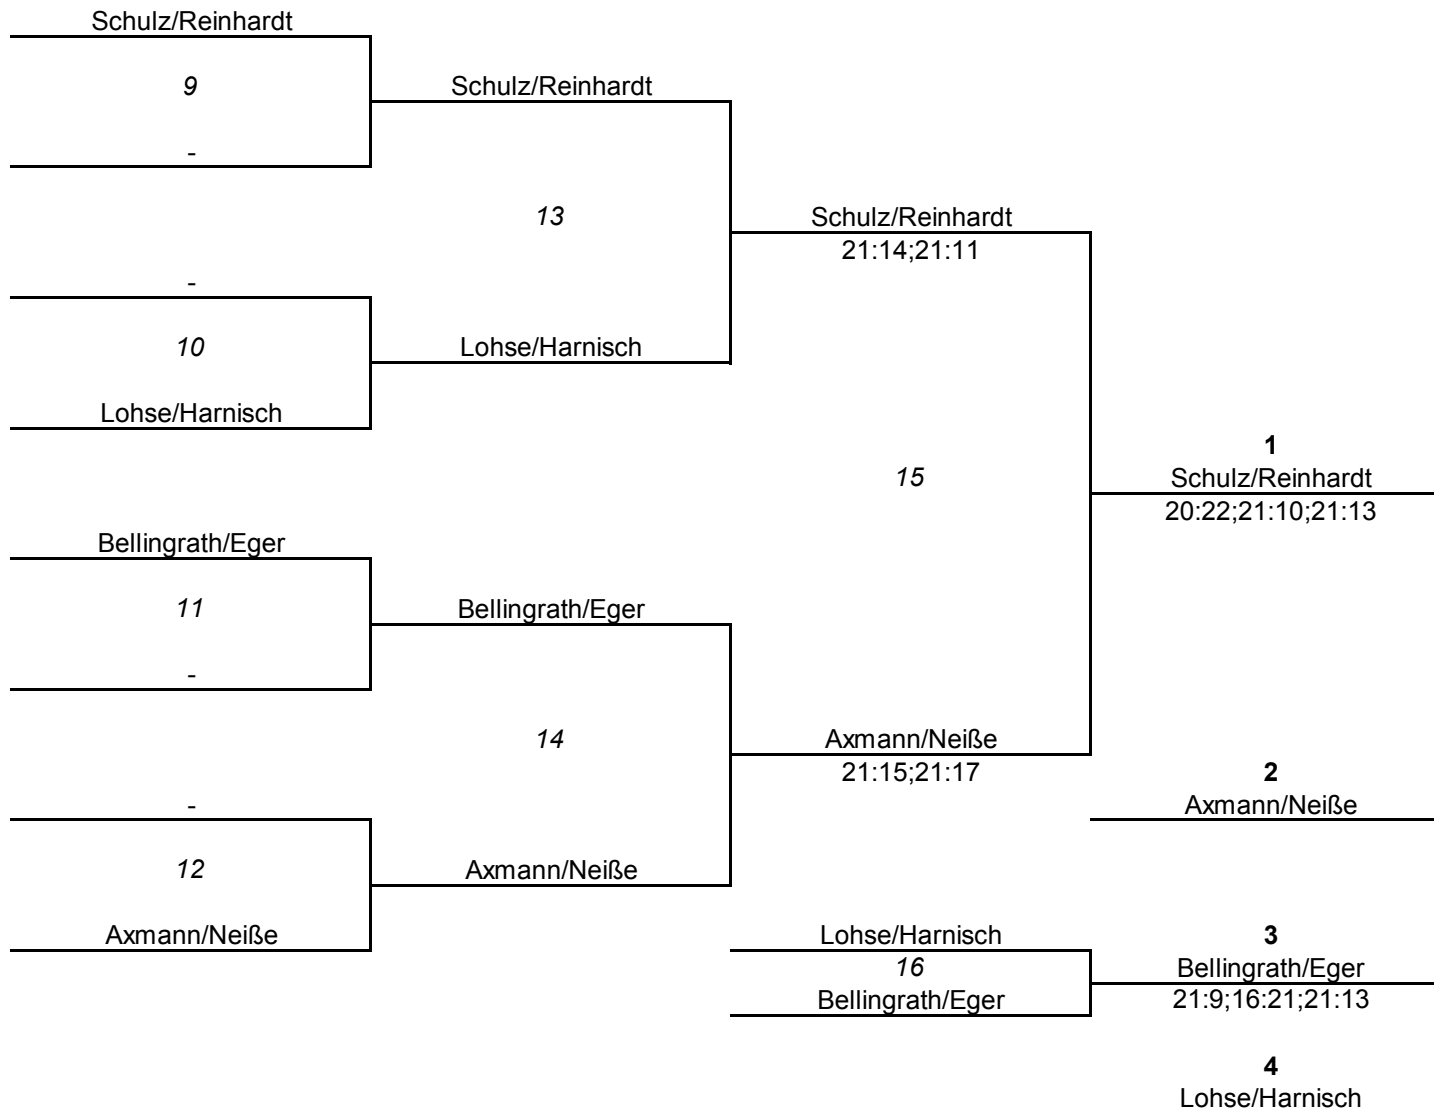 Schulz/Reinhardt
9
Schulz/Reinhardt
-
13
Schulz/Reinhardt
21:14;21:11
-
10
Lohse/Harnisch
Lohse/Harnisch
1
15
Schulz/Reinhardt
20:22;21:10;21:13
Bellingrath/Eger
11
Bellingrath/Eger
-
14
Axmann/Neiße
21:15;21:17
2
-
Axmann/Neiße
12
Axmann/Neiße
Axmann/Neiße
Lohse/Harnisch
3
16
Bellingrath/Eger
Bellingrath/Eger
21:9;16:21;21:13
4
Lohse/Harnisch